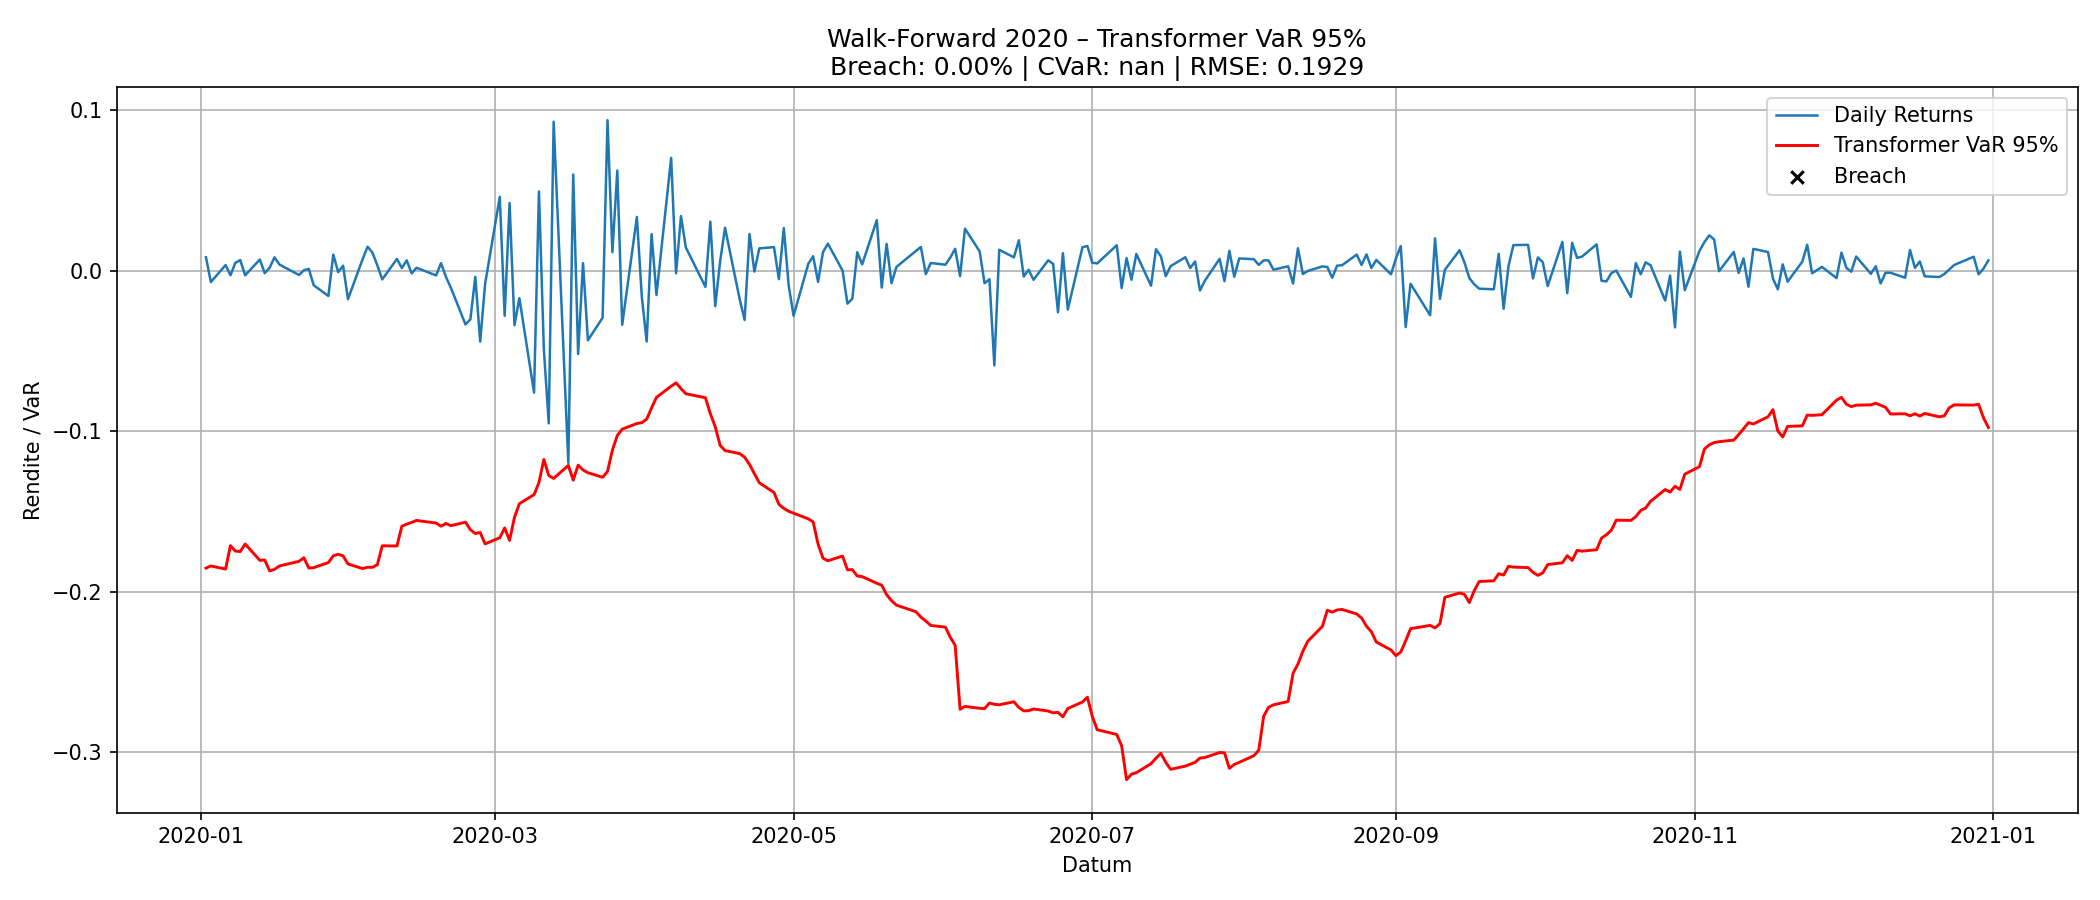 Walk-Forward 2020 – Transformer VaR 95%
Breach: 0.00% | CVaR: nan | RMSE: 0.1929
Daily Returns
Transformer VaR 95%
Breach
Rendite / VaR
0.1
0.0
−0.1
−0.2
−0.3
2020-01
2020-03
2020-05
2020-07
2020-09
2020-11
2021-01
Datum